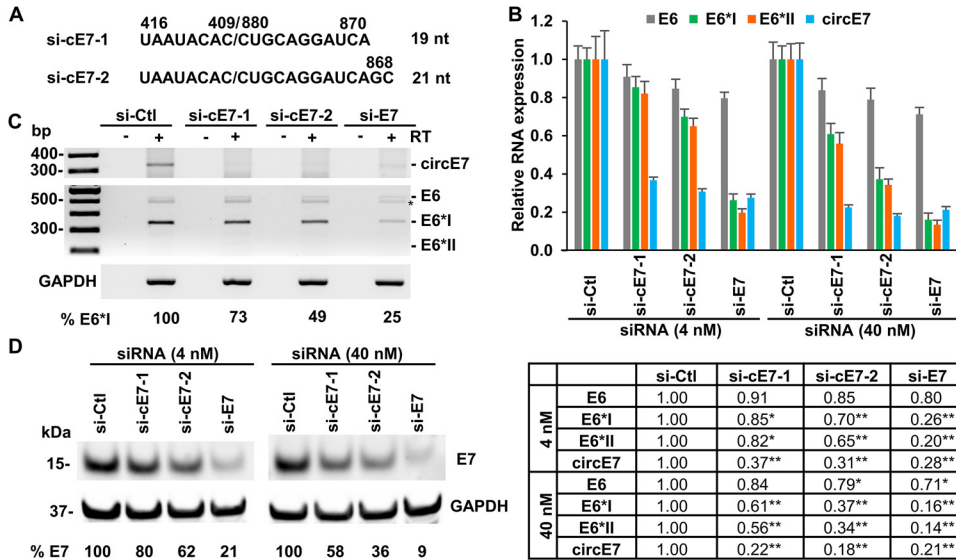 A
416 409/880 870
si-cE7-1 UAAUACAC/CUGCAGGAUCA 19 nt
868
si-cE7-2 UAAUACAC/CUGCAGGAUCAGC 21 nt
C
si-Ctl si-cE7-1 si-cE7-2 si-E7
bp - + - + - + - + RT
400-
300-
- circE7
500-
300-
- E6
*
- E6*I
- E6*II
GAPDH
% E6*I 100 73 49 25
B
E6 E6*I E6*II circE7
Relative RNA expression
1.2
1.0
0.8
0.6
0.4
0.2
0.0
si-Ctl si-cE7-1 si-cE7-2 si-E7 si-Ctl si-cE7-1 si-cE7-2 si-E7
siRNA (4 nM) siRNA (40 nM)
D
siRNA (4 nM) siRNA (40 nM)
si-Ctl si-cE7-1 si-cE7-2 si-E7 si-Ctl si-cE7-1 si-cE7-2 si-E7
kDa
15- E7
37- GAPDH
% E7 100 80 62 21 100 58 36 9
si-Ctl si-cE7-1 si-cE7-2 si-E7
4 nM
E6 1.00 0.91 0.85 0.80
E6*I 1.00 0.85* 0.70** 0.26**
E6*II 1.00 0.82* 0.65** 0.20**
circE7 1.00 0.37** 0.31** 0.28**
40 nM
E6 1.00 0.84 0.79* 0.71*
E6*I 1.00 0.61** 0.37** 0.16**
E6*II 1.00 0.56** 0.34** 0.14**
circE7 1.00 0.22** 0.18** 0.21**